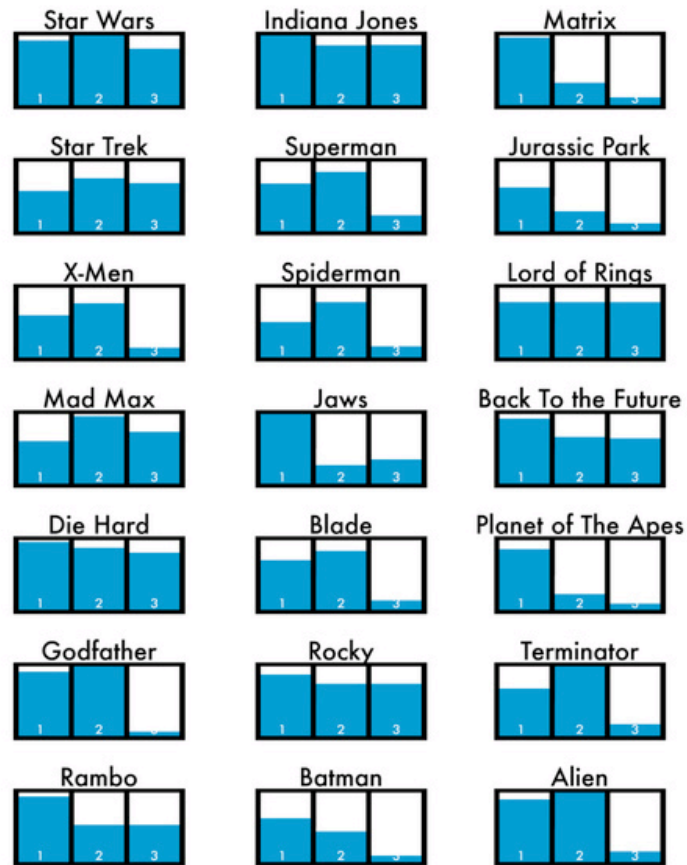 Star Wars Indiana Jones Matrix
1 2 3 1 2 3 1 2 3
Star Trek Superman Jurassic Park
1 2 3 1 2 3 1 2 3
X-Men Spiderman Lord of Rings
1 2 3 1 2 3 1 2 3
Mad Max Jaws Back To the Future
1 2 3 1 2 3 1 2 3
Die Hard Blade Planet of The Apes
1 2 3 1 2 3 1 2 3
Godfather Rocky Terminator
1 2 3 1 2 3 1 2 3
Rambo Batman Alien
1 2 3 1 2 3 1 2 3